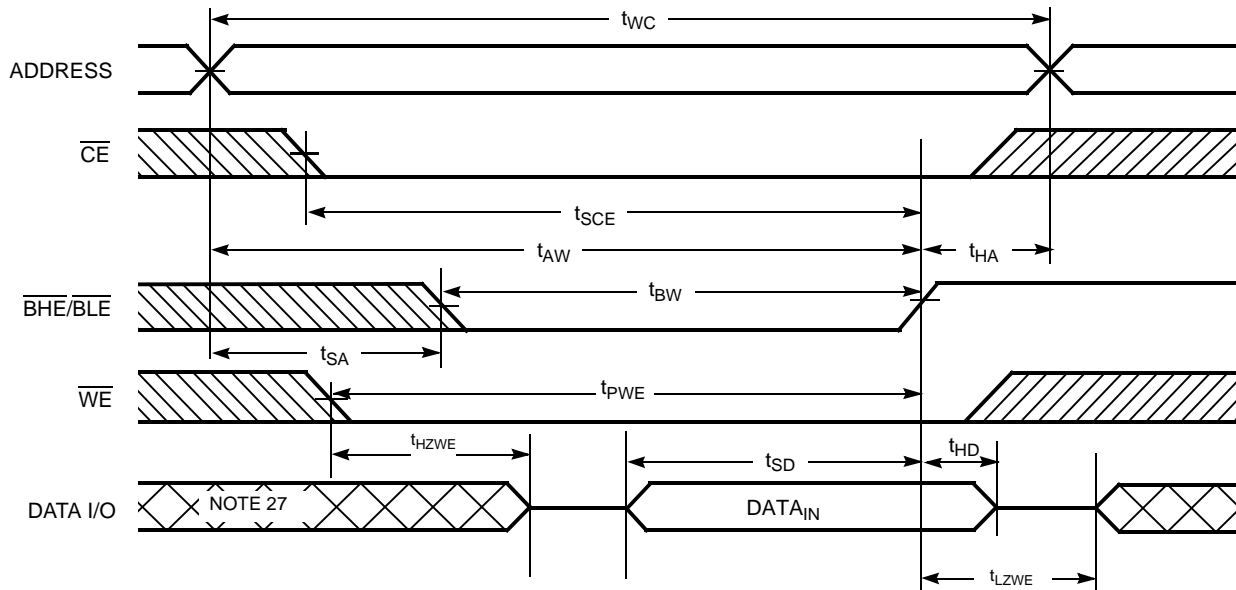 tWC
ADDRESS
CE
tSCE
tAW
tHA
BHE/BLE
tBW
tSA
WE
tPWE
tHZWE
tSD
tHD
DATA I/O
NOTE 27
DATAIN
tLZWE